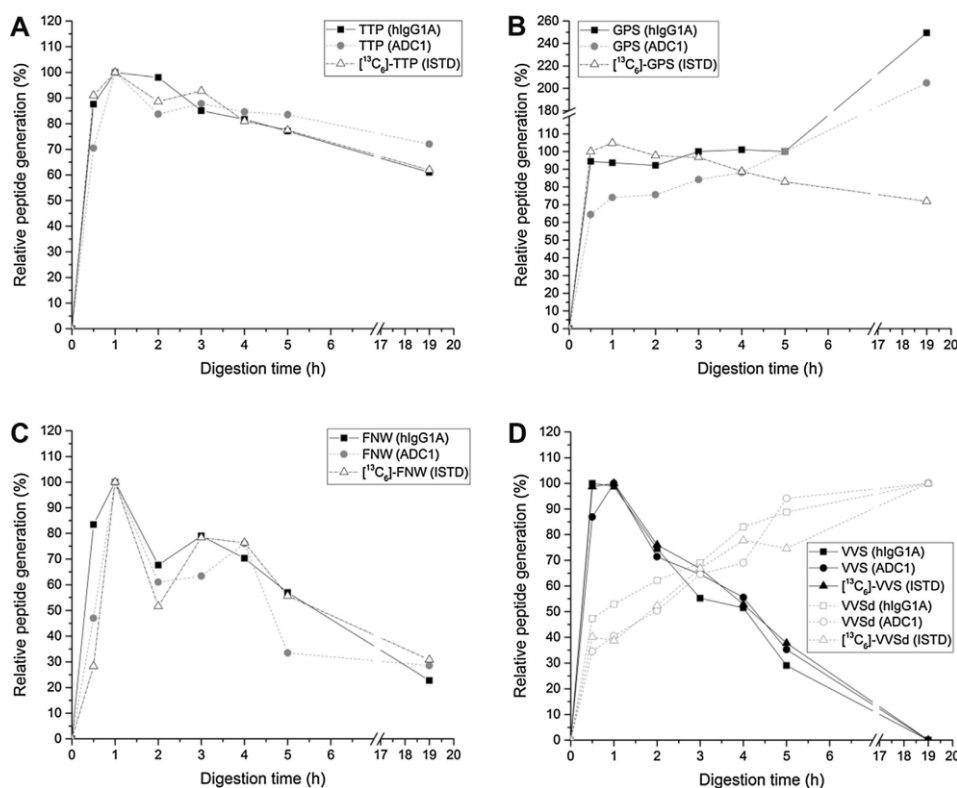 A
TTP (hIgG1A)
TTP (ADC1)
[¹³C₆]-TTP (ISTD)
Relative peptide generation (%)
120
110
100
90
80
70
60
50
40
30
20
10
0
0 1 2 3 4 5 17 18 19 20
Digestion time (h)
B
GPS (hIgG1A)
GPS (ADC1)
[¹³C₆]-GPS (ISTD)
Relative peptide generation (%)
260
240
220
200
180
160
100
90
80
70
60
50
40
30
20
10
0
0 1 2 3 4 5 17 18 19 20
Digestion time (h)
C
FNW (hIgG1A)
FNW (ADC1)
[¹³C₆]-FNW (ISTD)
Relative peptide generation (%)
120
110
100
90
80
70
60
50
40
30
20
10
0
0 1 2 3 4 5 17 18 19 20
Digestion time (h)
D
VVS (hIgG1A)
VVS (ADC1)
[¹³C₆]-VVS (ISTD)
VVSd (hIgG1A)
VVSd (ADC1)
[¹³C₆]-VVSd (ISTD)
Relative peptide generation (%)
120
110
100
90
80
70
60
50
40
30
20
10
0
0 1 2 3 4 5 17 18 19 20
Digestion time (h)